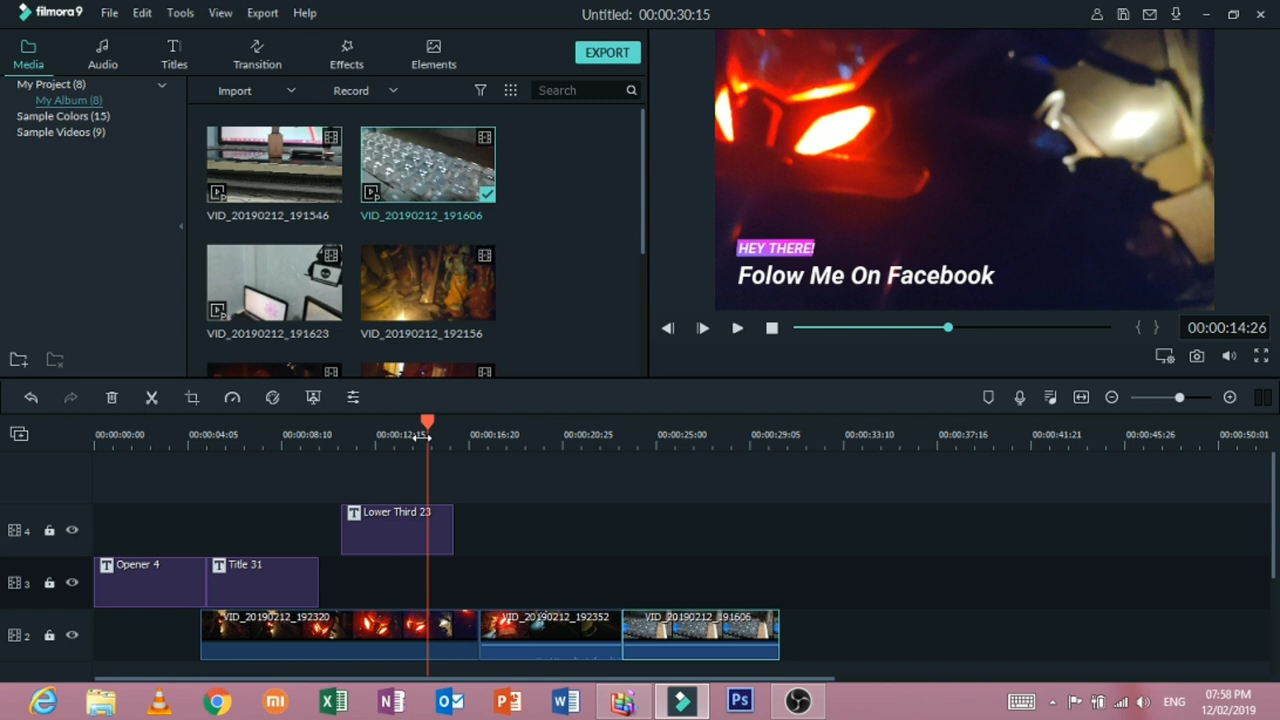 filmora9 File Edit Tools View Export Help Untitled: 00:00:30:15
Media Audio Titles Transition Effects Elements EXPORT
My Project (8)
My Album (8)
Sample Colors (15)
Sample Videos (9)
Import Record Search
VID_20190212_191546 VID_20190212_191606
VID_20190212_191623 VID_20190212_192156
HEY THERE!
Folow Me On Facebook
00:00:14:26
00:00:00:00 00:00:04:05 00:00:08:10 00:00:12:15 00:00:16:20 00:00:20:25 00:00:25:00 00:00:29:05 00:00:33:10 00:00:37:16 00:00:41:21 00:00:45:26 00:00:50:01
4 T Lower Third 23
3 T Opener 4 T Title 31
2 VID_20190212_192320 VID_20190212_192352 VID_20190212_191606
ENG 07:58 PM
12/02/2019